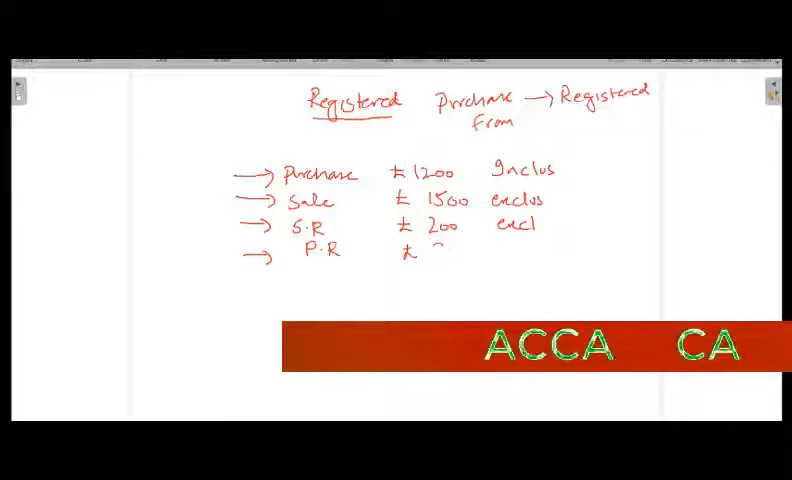 Registered Purchase → Registered
From
→ Purchase £ 1200 Inclus
→ Sale £ 1500 exclus
→ S.R £ 200 excl
→ P.R £
ACCA CA